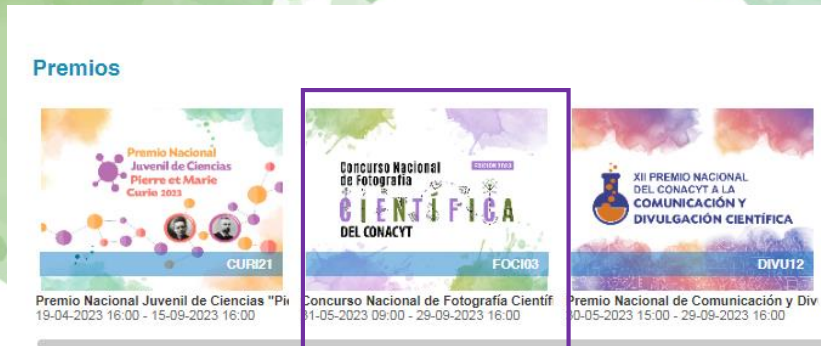 Premios
Premio Nacional
Juvenil de Ciencias
Pierre et Marie
Curie 2023
CURI21
Premio Nacional Juvenil de Ciencias "Pie
19-04-2023 16:00 - 15-09-2023 16:00
Concurso Nacional
de Fotografía
EDICIÓN 2023
CIENTÍFICA
DEL CONACYT
FOCI03
Concurso Nacional de Fotografía Científ
31-05-2023 09:00 - 29-09-2023 16:00
XII PREMIO NACIONAL
DEL CONACYT A LA
COMUNICACIÓN Y
DIVULGACIÓN CIENTÍFICA
DIVU12
Premio Nacional de Comunicación y Div
30-05-2023 15:00 - 29-09-2023 16:00